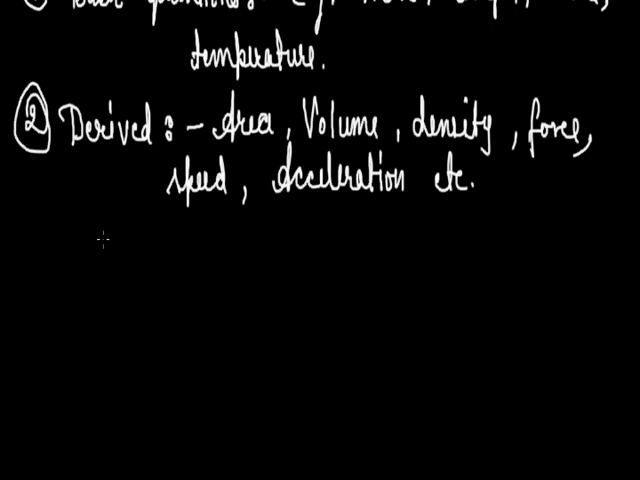 temperature.
② Derived :- Area, Volume, density, force,
speed, Acceleration etc.